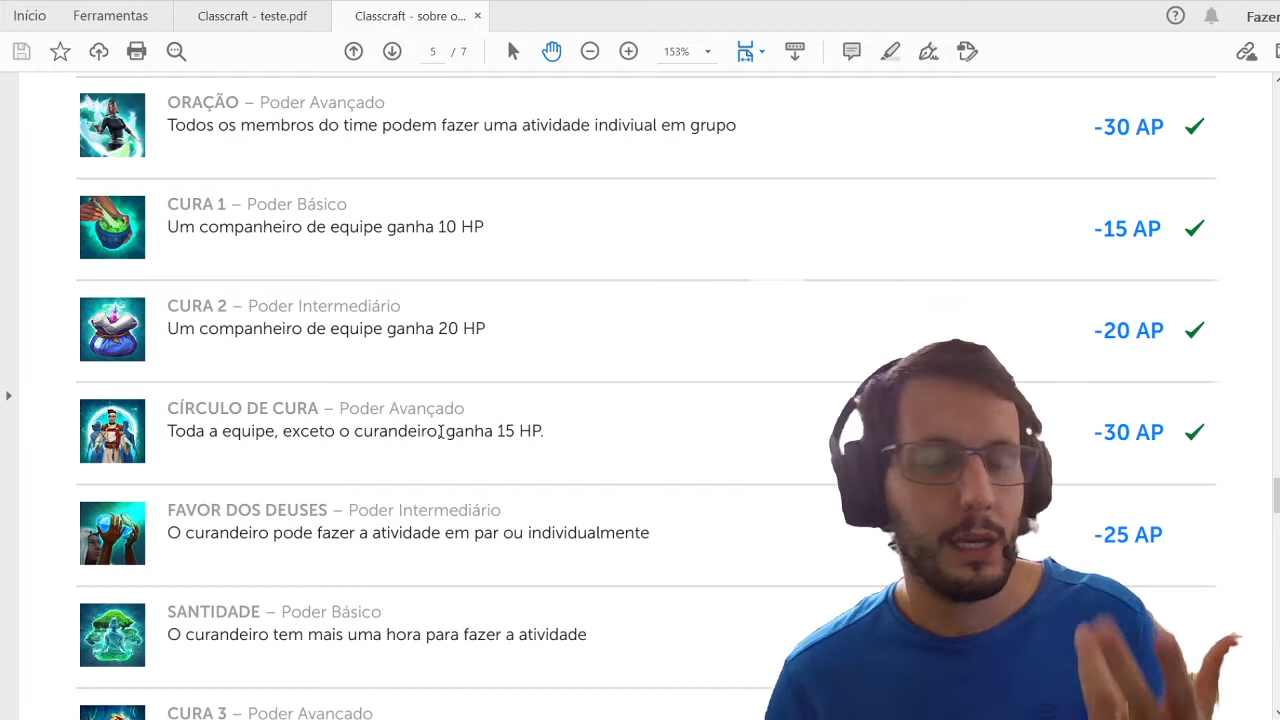 Início Ferramentas Classcraft - teste.pdf Classcraft - sobre o... × Fazer
5 / 7 153%
ORAÇÃO – Poder Avançado
Todos os membros do time podem fazer uma atividade indiviual em grupo
-30 AP
CURA 1 – Poder Básico
Um companheiro de equipe ganha 10 HP
-15 AP
CURA 2 – Poder Intermediário
Um companheiro de equipe ganha 20 HP
-20 AP
CÍRCULO DE CURA – Poder Avançado
Toda a equipe, exceto o curandeiro, ganha 15 HP.
-30 AP
FAVOR DOS DEUSES – Poder Intermediário
O curandeiro pode fazer a atividade em par ou individualmente
-25 AP
SANTIDADE – Poder Básico
O curandeiro tem mais uma hora para fazer a atividade
CURA 3 – Poder Avançado